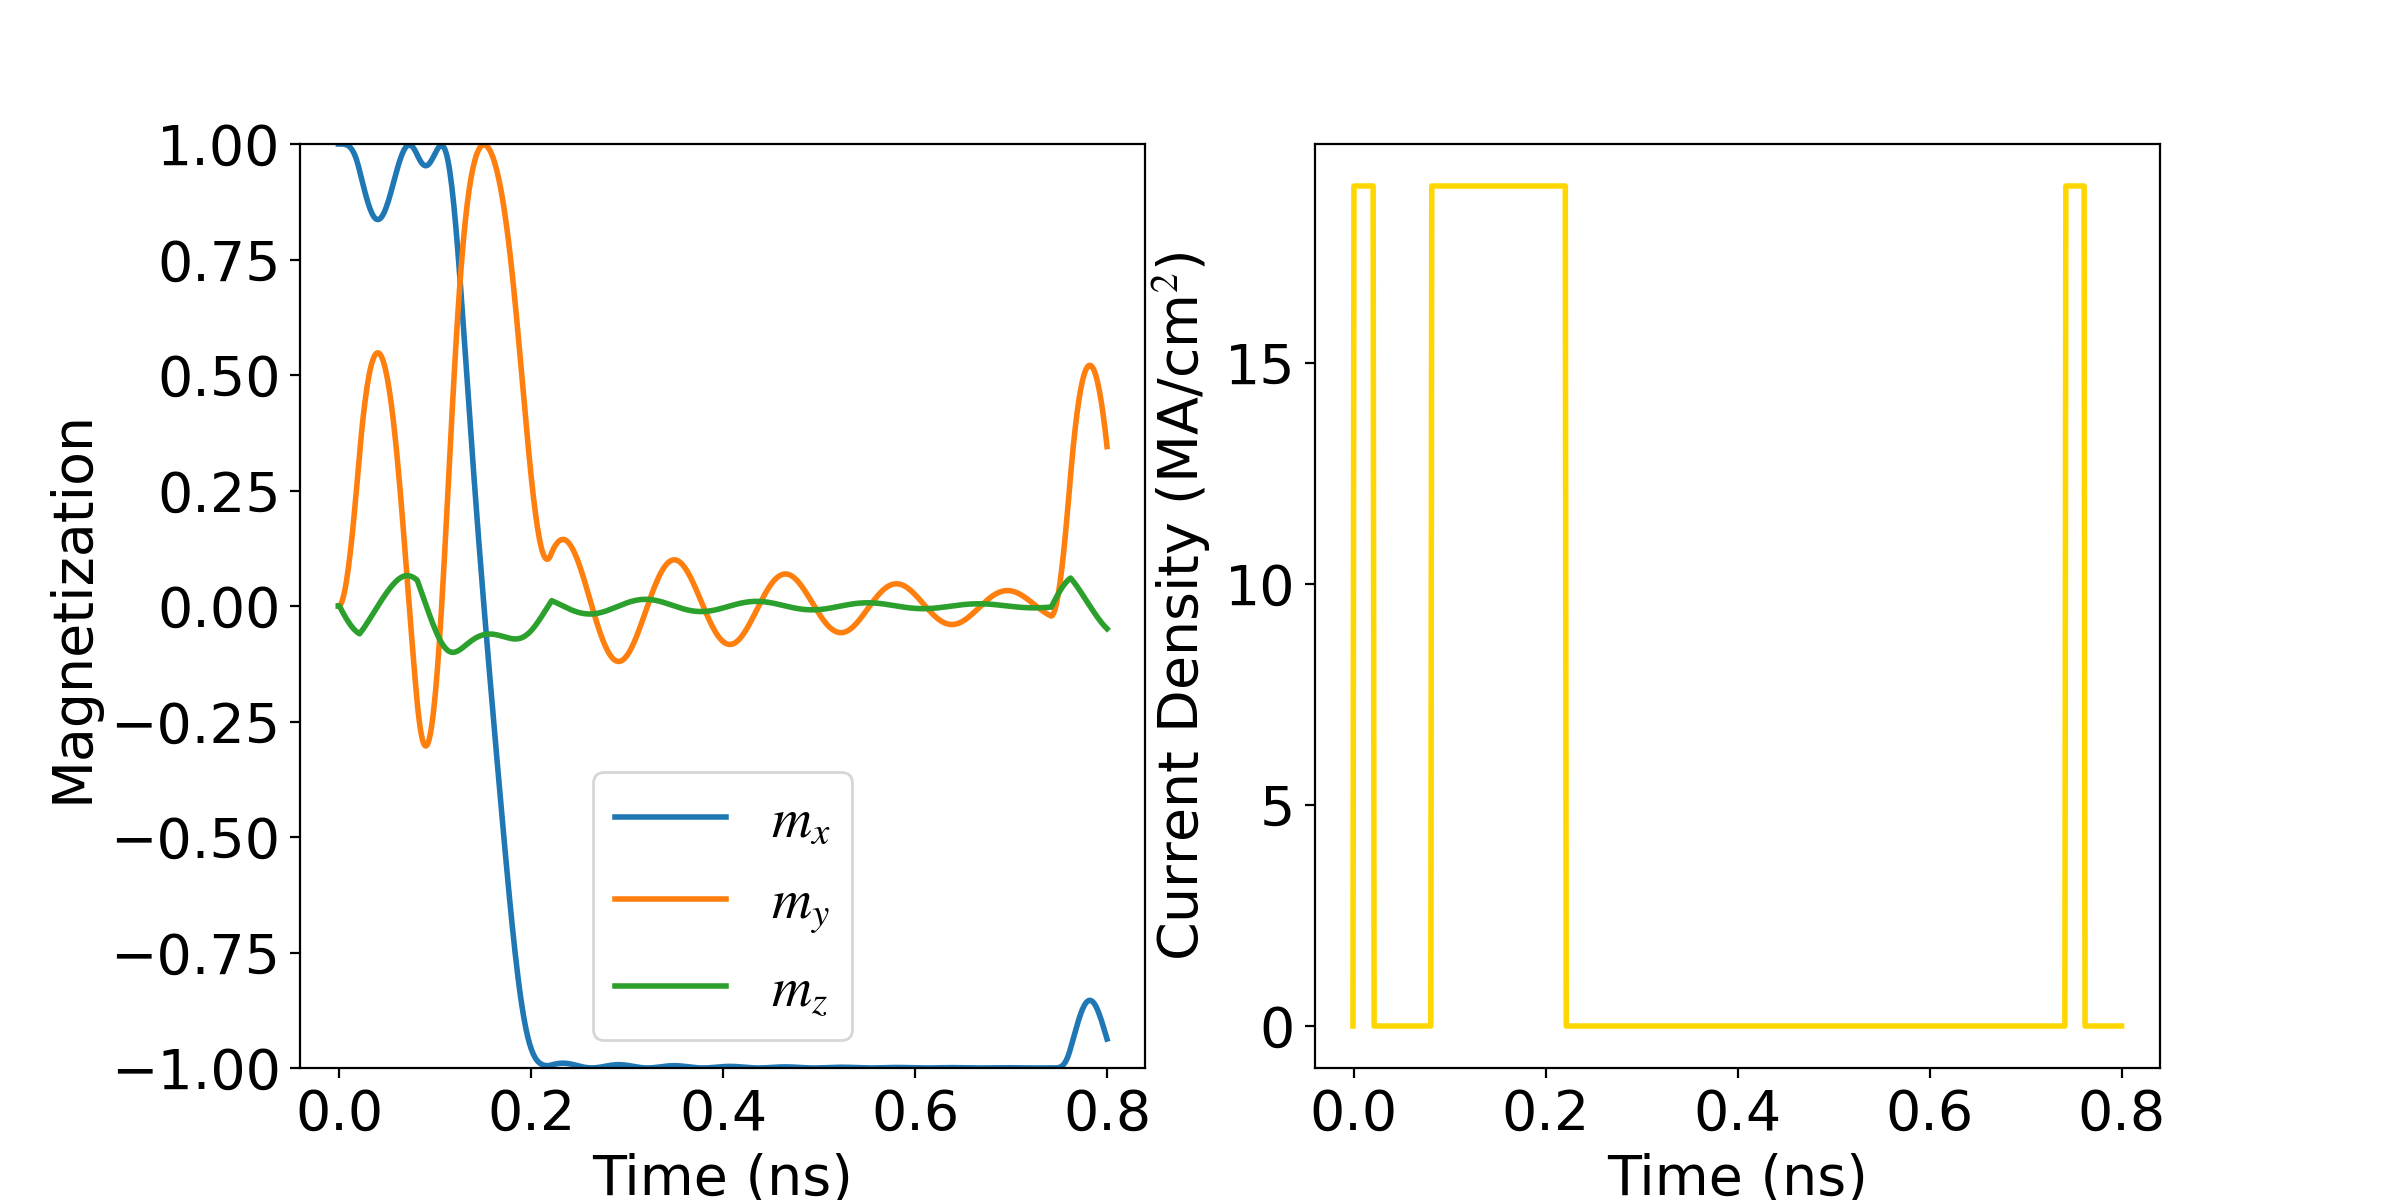 1.00
0.75
0.50
0.25
0.00
−0.25
−0.50
−0.75
−1.00
Magnetization
0.0 0.2 0.4 0.6 0.8
Time (ns)
m_x
m_y
m_z
15
10
5
0
Current Density (MA/cm²)
0.0 0.2 0.4 0.6 0.8
Time (ns)